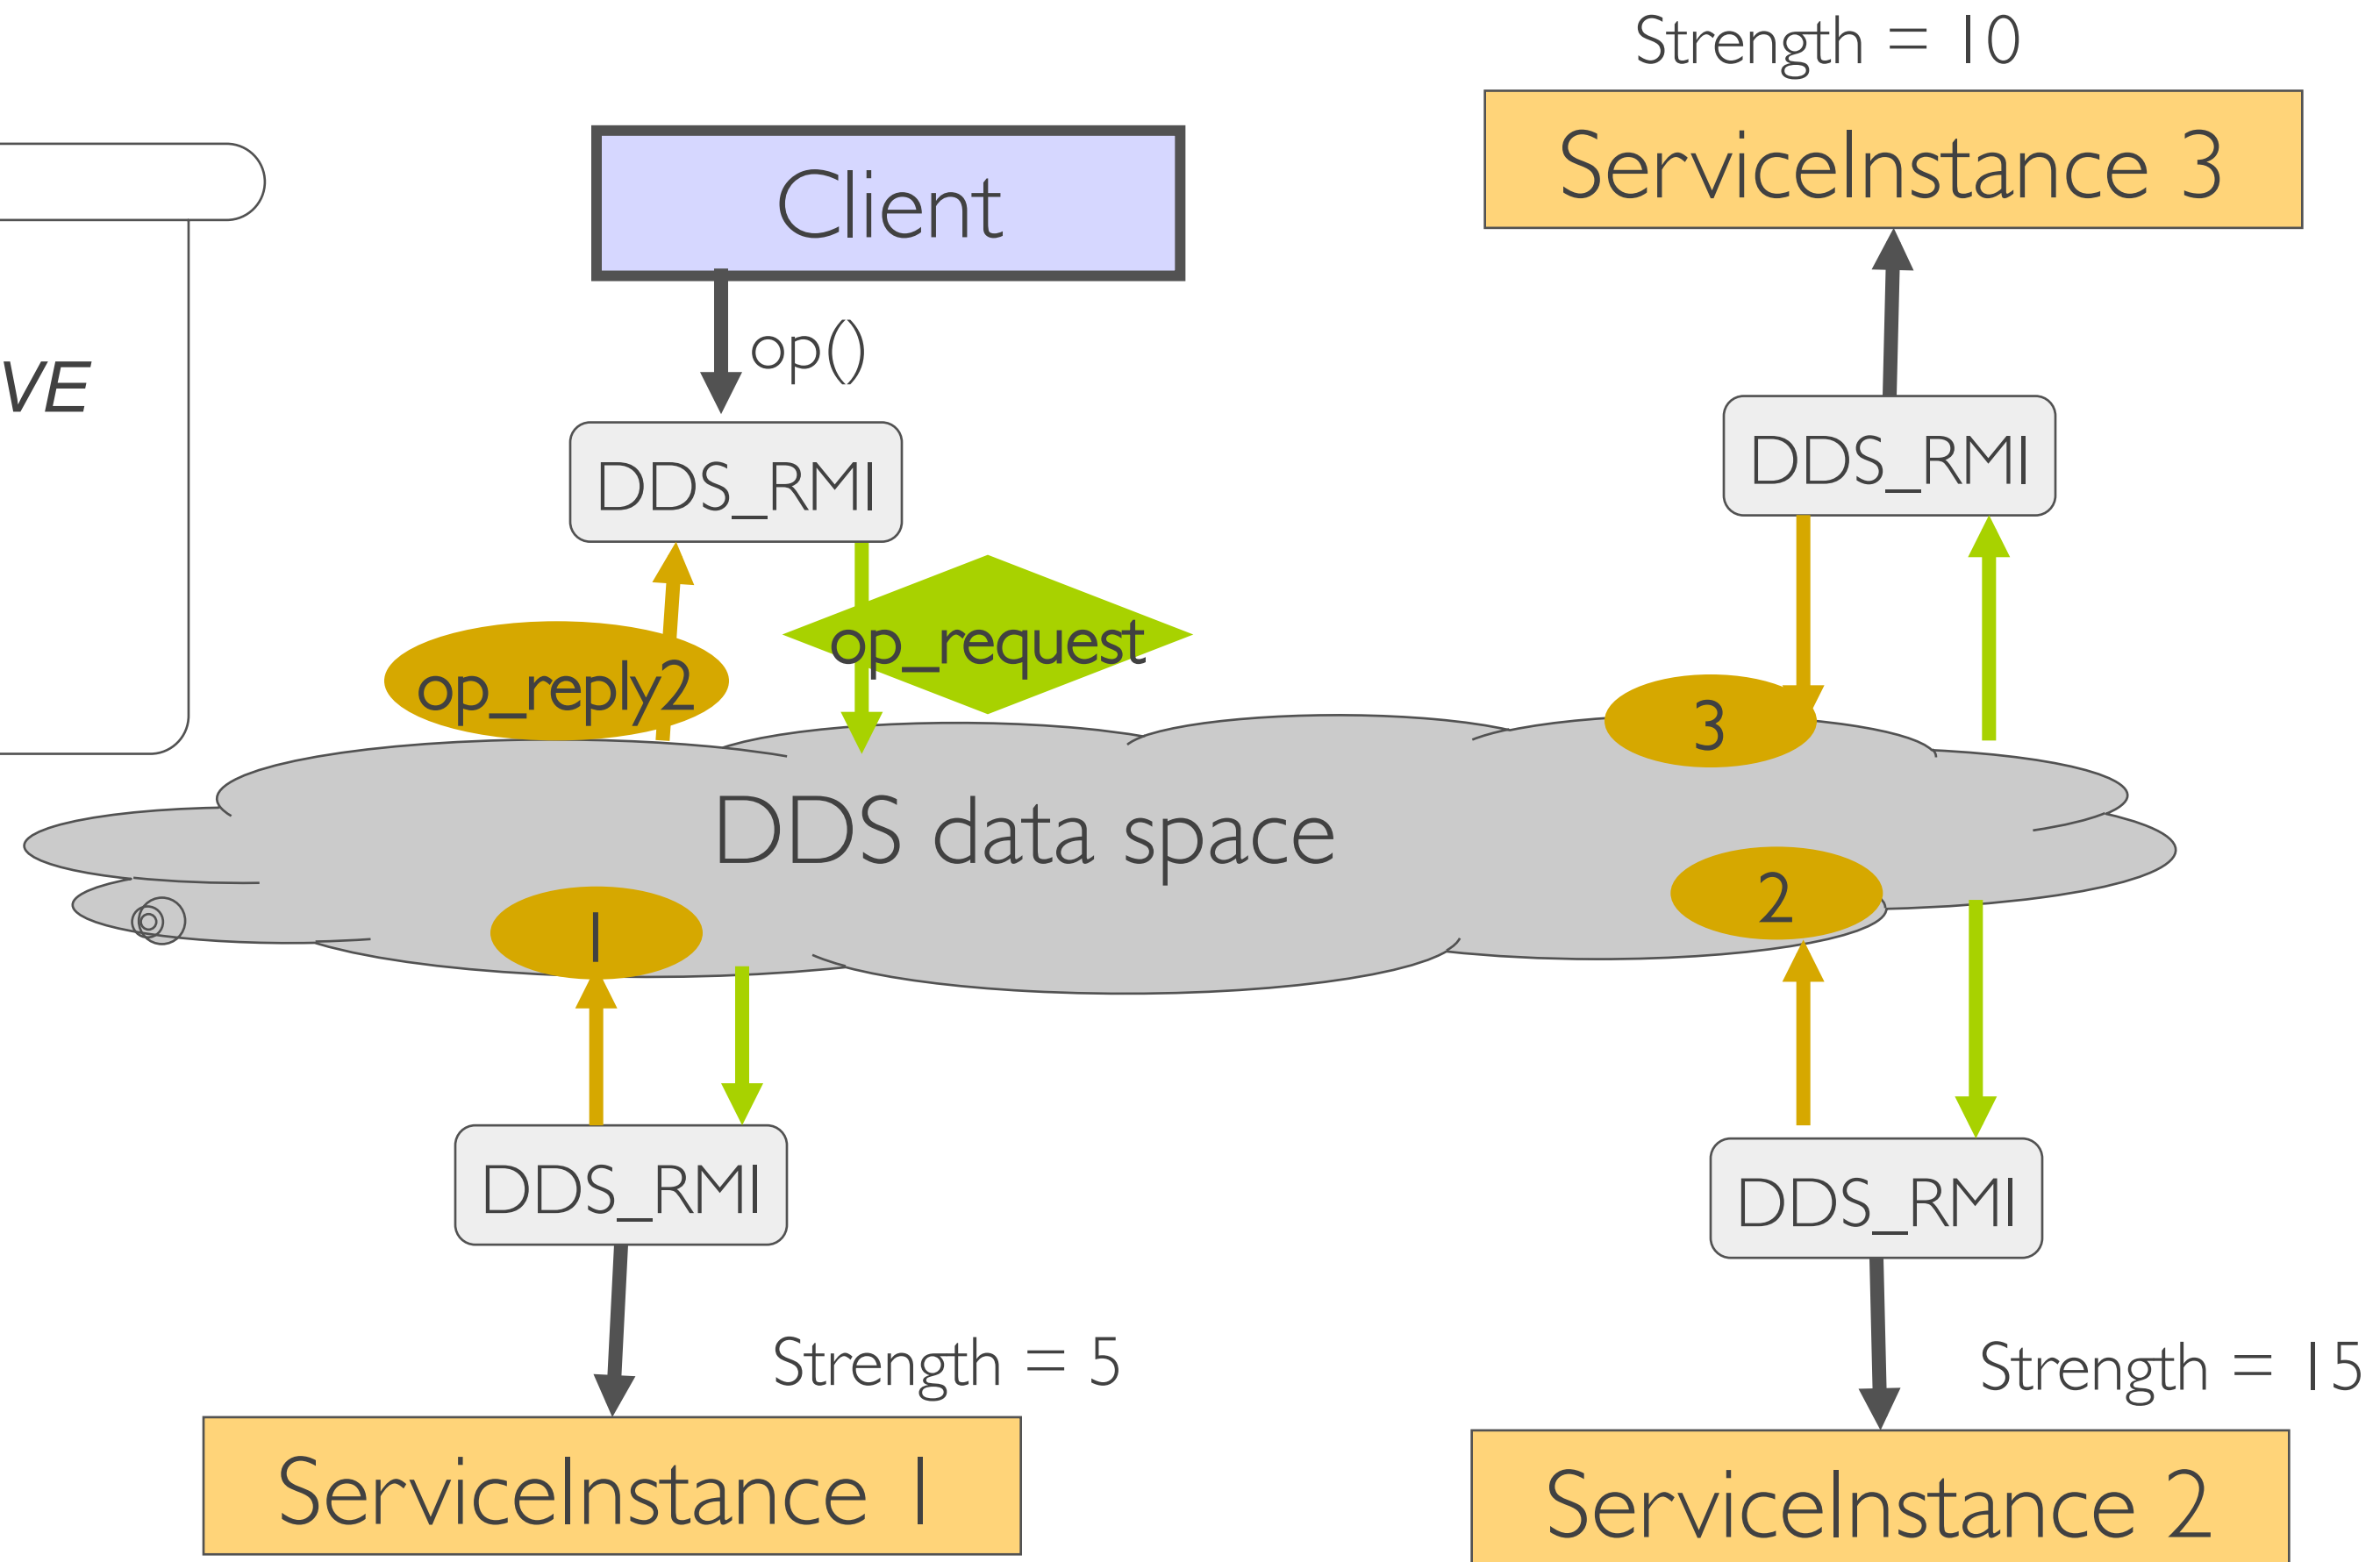 Strength = 10
ServiceInstance 3
Client
op()
VE
DDS_RMI
DDS_RMI
op_request
op_reply2
3
DDS data space
2
1
DDS_RMI
DDS_RMI
Strength = 5
Strength = 15
ServiceInstance 1
ServiceInstance 2